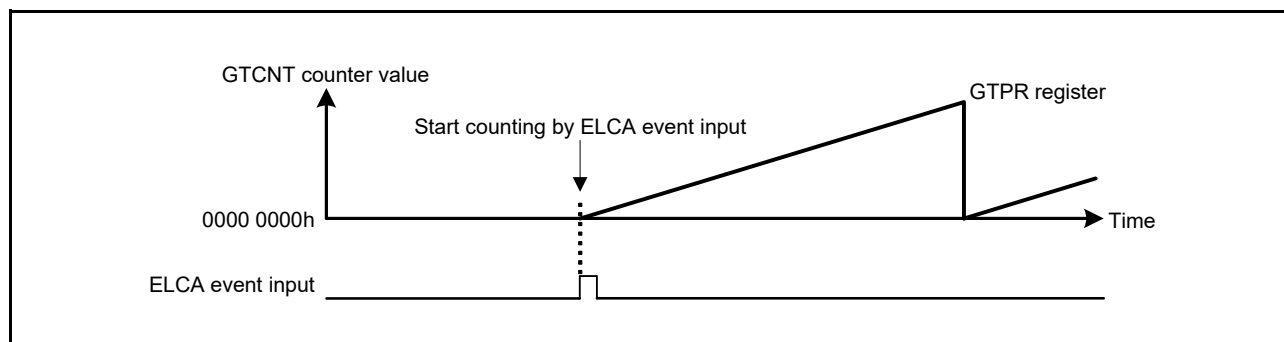 GTCNT counter value
GTPR register
Start counting by ELCA event input
0000 0000h
Time
ELCA event input